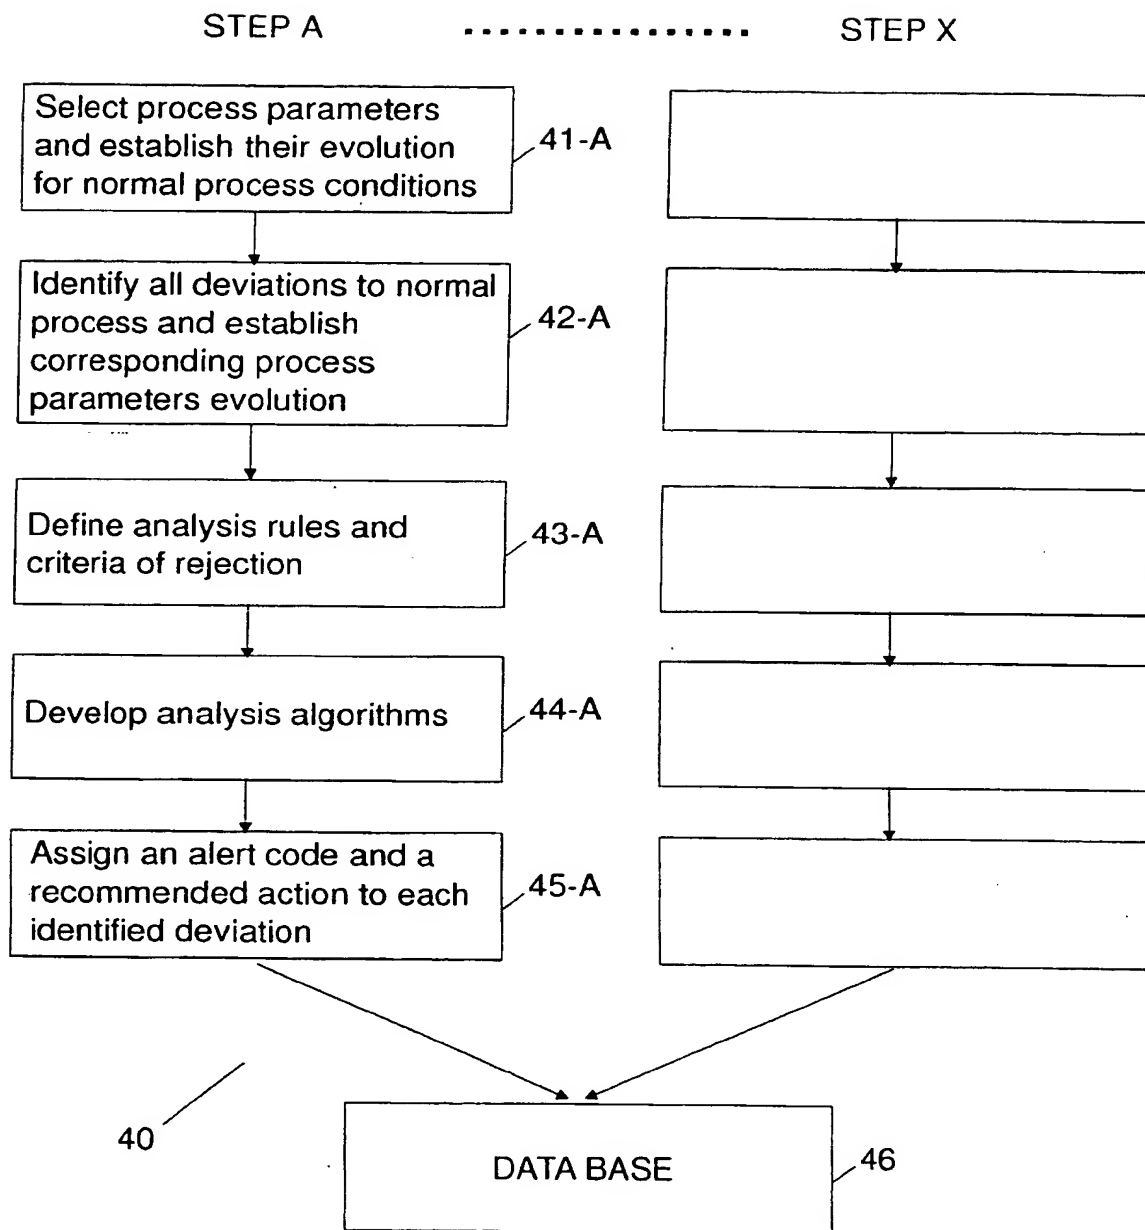 STEP A ................ STEP X
Select process parameters
and establish their evolution
for normal process conditions
41-A
Identify all deviations to normal
process and establish
corresponding process
parameters evolution
42-A
Define analysis rules and
criteria of rejection
43-A
Develop analysis algorithms
44-A
Assign an alert code and a
recommended action to each
identified deviation
45-A
40
DATA BASE
46